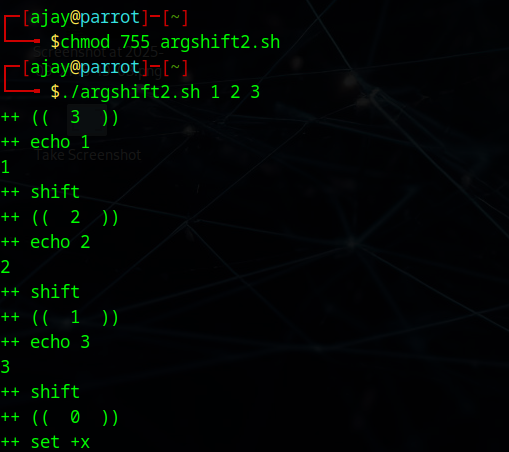 ┌─[ajay@parrot]─[~]
└──╼ $chmod 755 argshift2.sh
┌─[ajay@parrot]─[~]
└──╼ $./argshift2.sh 1 2 3
++ ((  3  ))
++ echo 1
1
Take Screenshot
++ shift
++ ((  2  ))
++ echo 2
2
++ shift
++ ((  1  ))
++ echo 3
3
++ shift
++ ((  0  ))
++ set +x